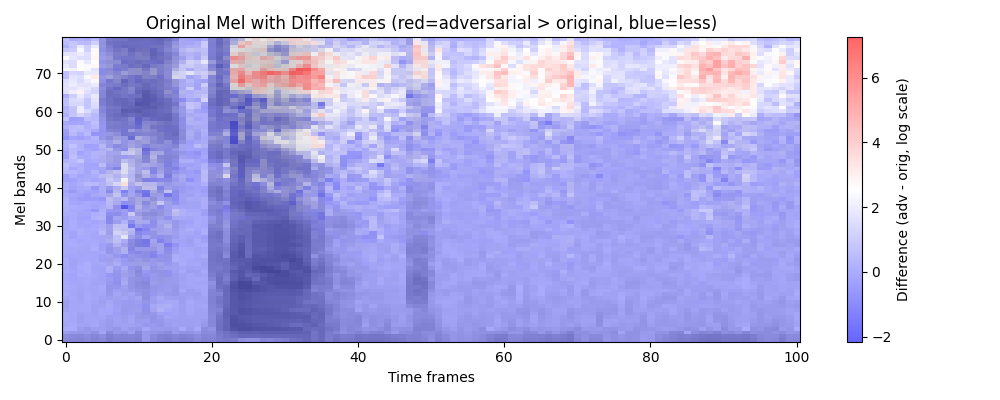 Original Mel with Differences (red=adversarial > original, blue=less)
Mel bands
70
60
50
40
30
20
10
0
0 20 40 60 80 100
Time frames
6
4
2
0
−2
Difference (adv - orig, log scale)